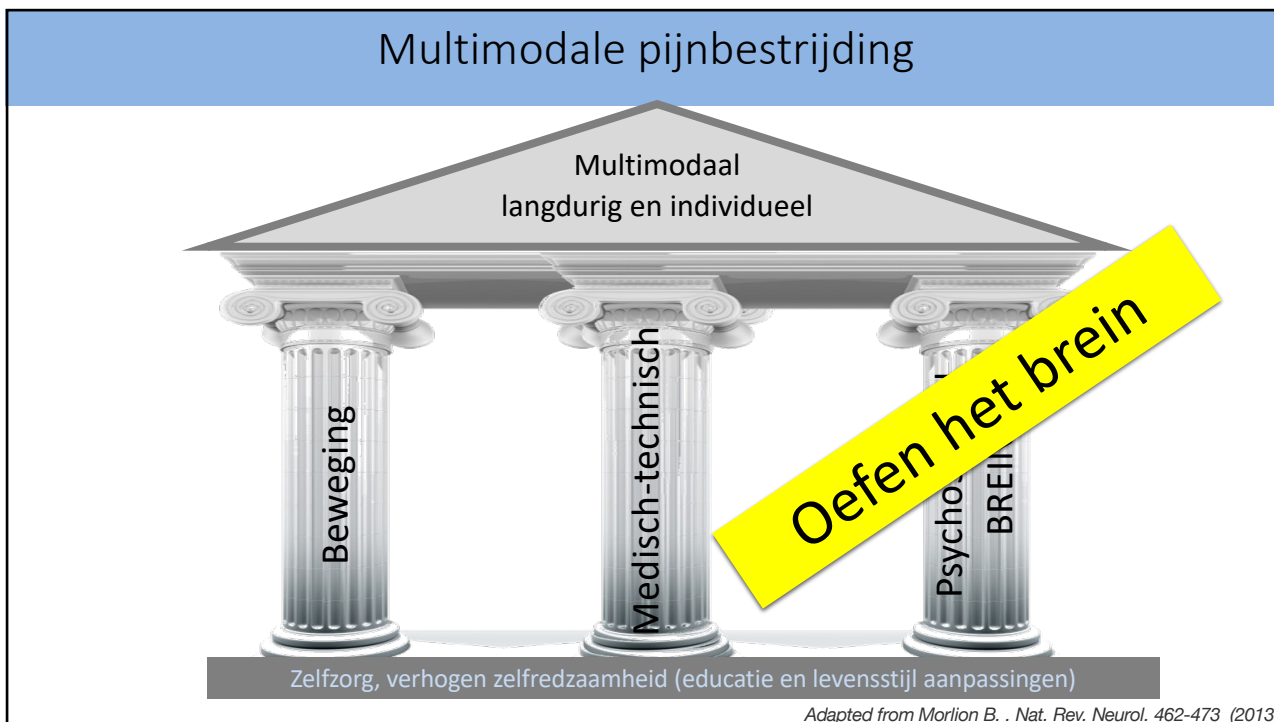 Multimodale pijnbestrijding
Multimodaal
langdurig en individueel
Beweging
Medisch-technisch
Oefen het brein
Zelfzorg, verhogen zelfredzaamheid (educatie en levensstijl aanpassingen)
Adapted from Morlion B. , Nat. Rev. Neurol. 462-473 (2013